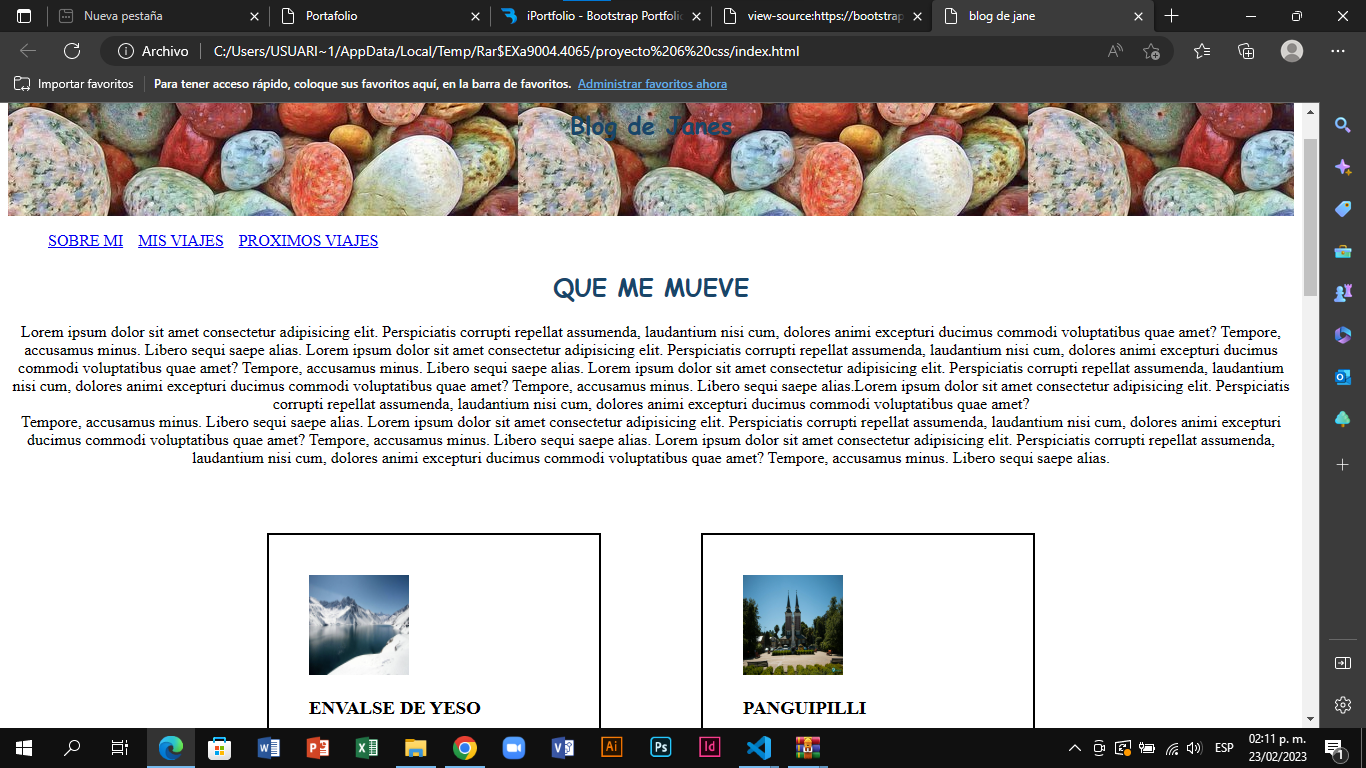 Nueva pestaña
Portafolio
iPortfolio - Bootstrap Portfolio
view-source:https://bootstrap
blog de jane
Archivo
C:/Users/USUARI~1/AppData/Local/Temp/Rar$EXa9004.4065/proyecto%206%20css/index.html
Importar favoritos
Para tener acceso rápido, coloque sus favoritos aquí, en la barra de favoritos. Administrar favoritos ahora
Blog de Janes
SOBRE MI MIS VIAJES PROXIMOS VIAJES
QUE ME MUEVE
Lorem ipsum dolor sit amet consectetur adipisicing elit. Perspiciatis corrupti repellat assumenda, laudantium nisi cum, dolores animi excepturi ducimus commodi voluptatibus quae amet? Tempore,
accusamus minus. Libero sequi saepe alias. Lorem ipsum dolor sit amet consectetur adipisicing elit. Perspiciatis corrupti repellat assumenda, laudantium nisi cum, dolores animi excepturi ducimus
commodi voluptatibus quae amet? Tempore, accusamus minus. Libero sequi saepe alias. Lorem ipsum dolor sit amet consectetur adipisicing elit. Perspiciatis corrupti repellat assumenda, laudantium
nisi cum, dolores animi excepturi ducimus commodi voluptatibus quae amet? Tempore, accusamus minus. Libero sequi saepe alias.Lorem ipsum dolor sit amet consectetur adipisicing elit. Perspiciatis
corrupti repellat assumenda, laudantium nisi cum, dolores animi excepturi ducimus commodi voluptatibus quae amet?
Tempore, accusamus minus. Libero sequi saepe alias. Lorem ipsum dolor sit amet consectetur adipisicing elit. Perspiciatis corrupti repellat assumenda, laudantium nisi cum, dolores animi excepturi
ducimus commodi voluptatibus quae amet? Tempore, accusamus minus. Libero sequi saepe alias. Lorem ipsum dolor sit amet consectetur adipisicing elit. Perspiciatis corrupti repellat assumenda,
laudantium nisi cum, dolores animi excepturi ducimus commodi voluptatibus quae amet? Tempore, accusamus minus. Libero sequi saepe alias.
ENVALSE DE YESO
PANGUIPILLI
ESP
02:11 p. m.
23/02/2023
1